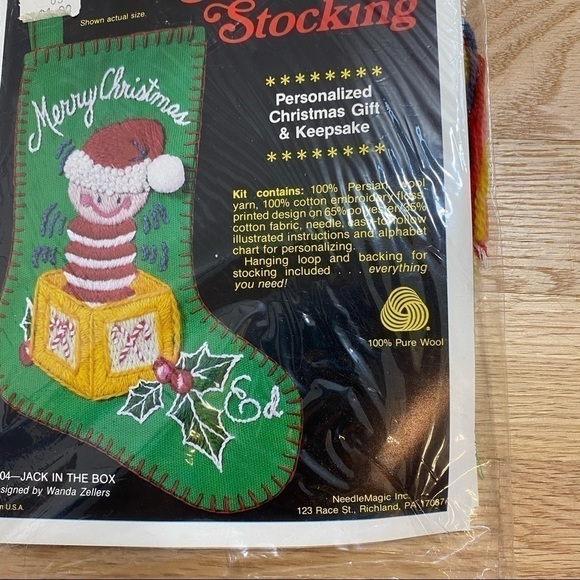 Shown actual size.
Stocking
Merry Christmas
********
Personalized
Christmas Gift
& Keepsake
********
Kit contains: 100% Persian wool
yarn, 100% cotton embroidery floss,
printed design on 65% polyester/35%
cotton fabric, needle, easy-to-follow
illustrated instructions and alphabet
chart for personalizing.
Hanging loop and backing for
stocking included . . . everything
you need!
100% Pure Wool
Ed
04—JACK IN THE BOX
signed by Wanda Zellers
n U.S.A.
NeedleMagic Inc.
123 Race St., Richland, PA 17087